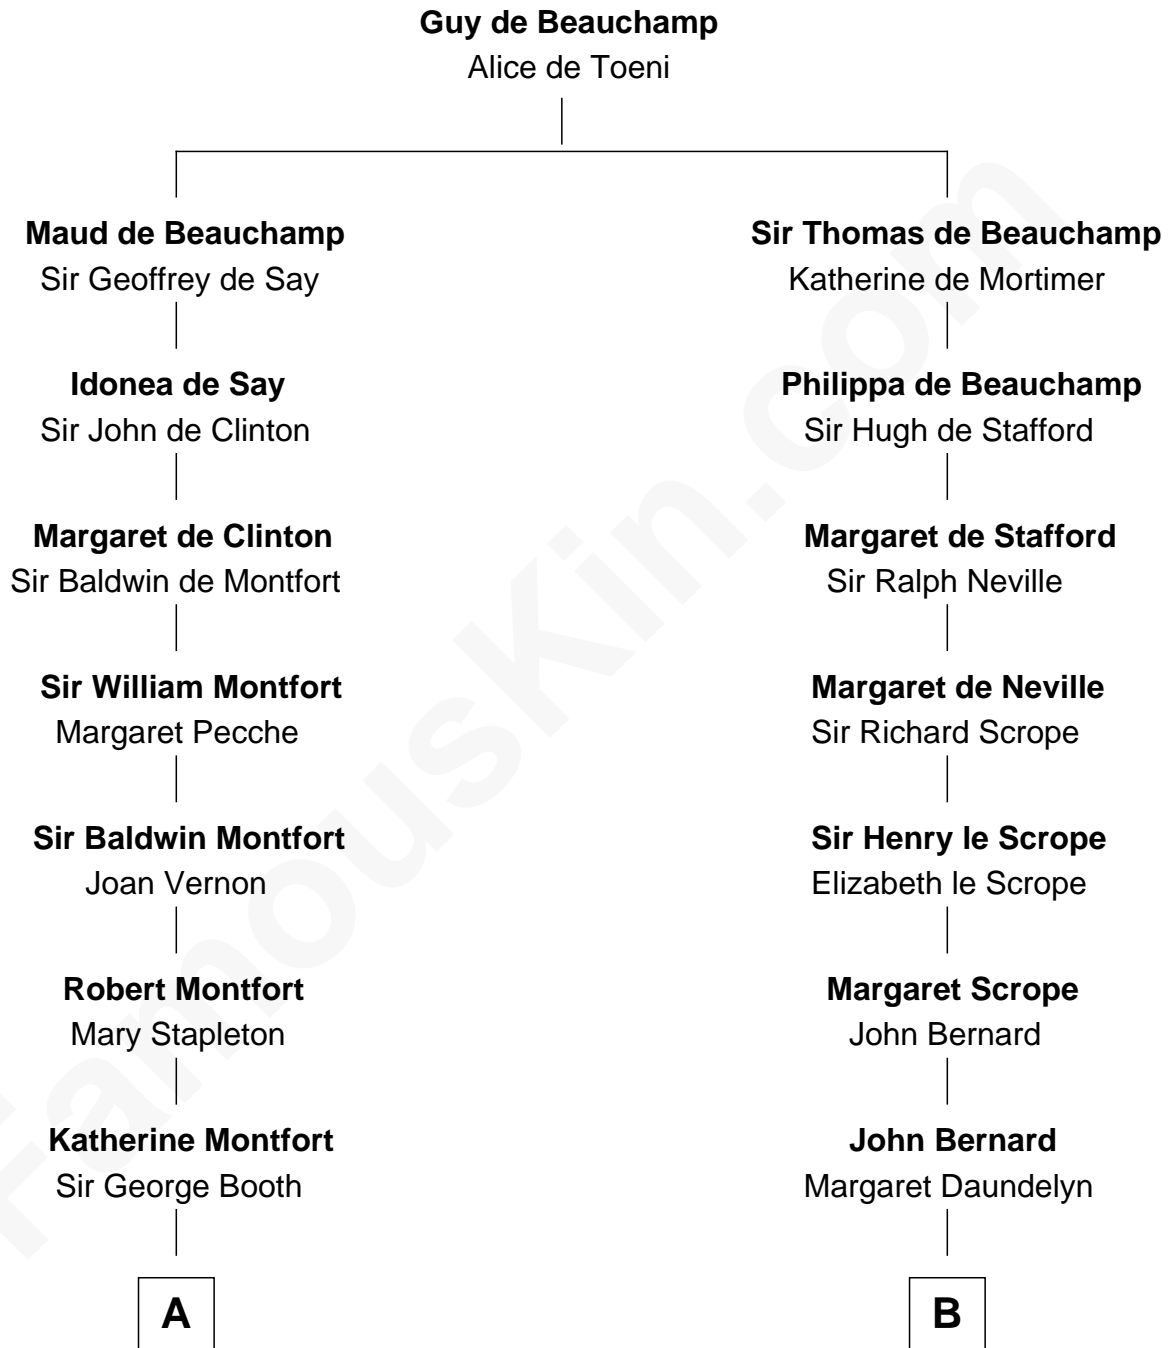 Guy de Beauchamp
Alice de Toeni
Maud de Beauchamp
Sir Geoffrey de Say
Sir Thomas de Beauchamp
Katherine de Mortimer
Idonea de Say
Sir John de Clinton
Philippa de Beauchamp
Sir Hugh de Stafford
Margaret de Clinton
Sir Baldwin de Montfort
Margaret de Stafford
Sir Ralph Neville
Sir William Montfort
Margaret Pecche
Margaret de Neville
Sir Richard Scrope
Sir Baldwin Montfort
Joan Vernon
Sir Henry le Scrope
Elizabeth le Scrope
Robert Montfort
Mary Stapleton
Margaret Scrope
John Bernard
Katherine Montfort
Sir George Booth
John Bernard
Margaret Daundelyn
A
B
FamousKin.com